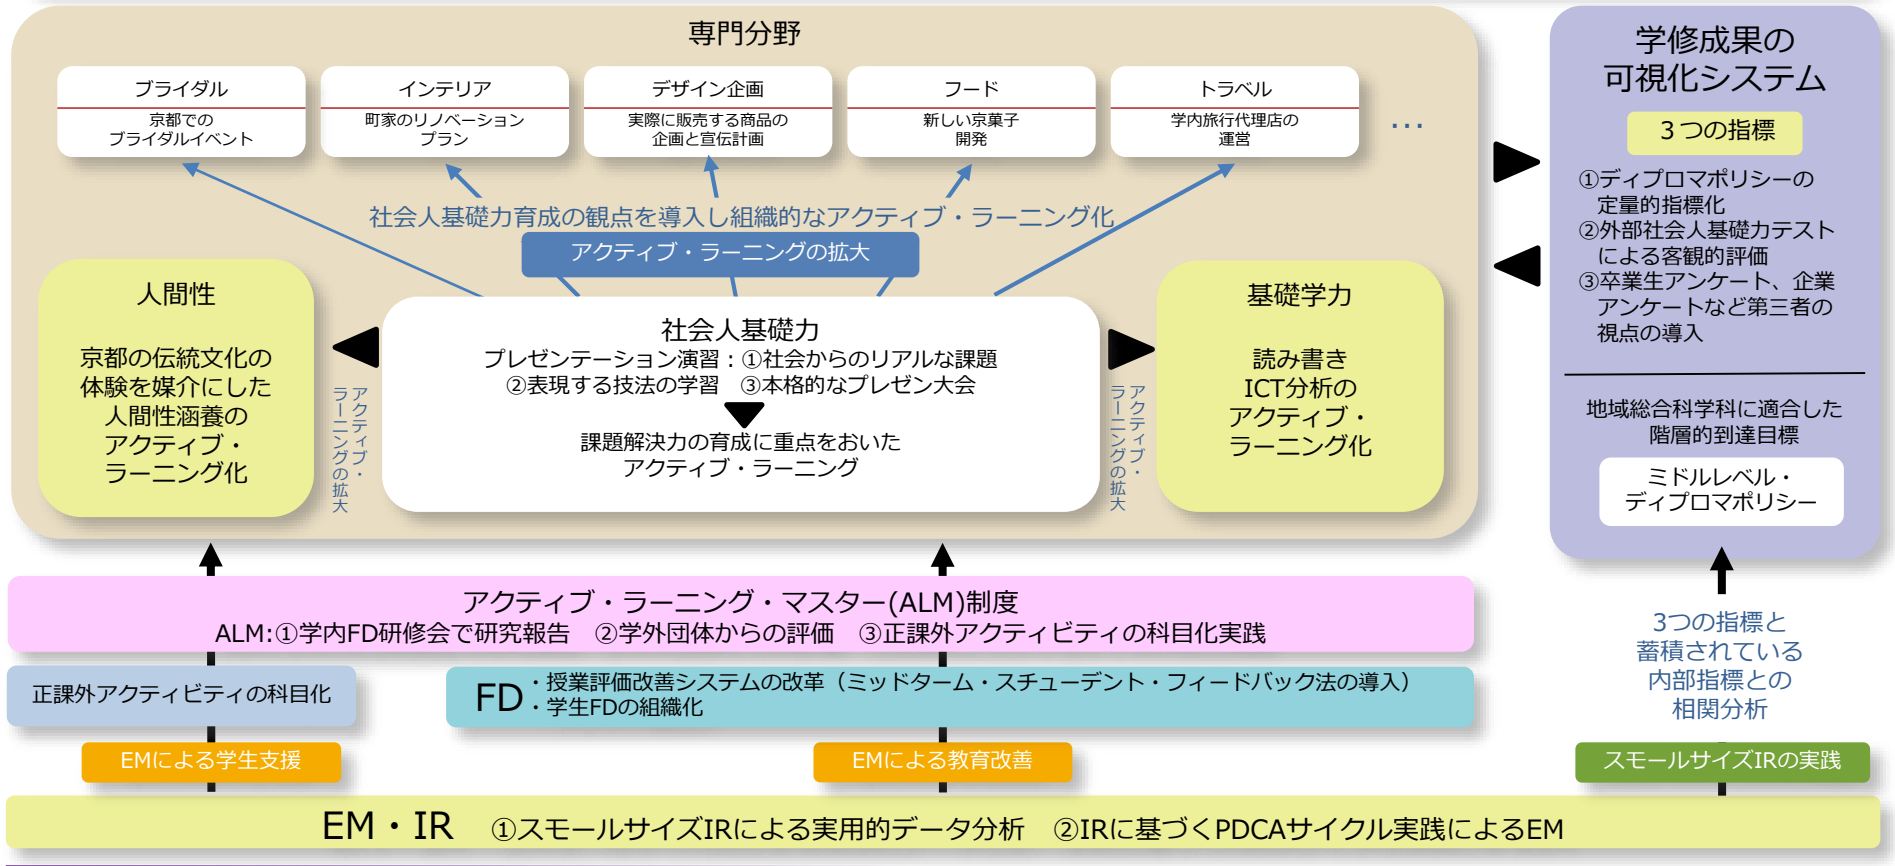 専門分野
ブライダル
京都での
ブライダルイベント
インテリア
町家のリノベーション
プラン
デザイン企画
実際に販売する商品の
企画と宣伝計画
フード
新しい京菓子
開発
トラベル
学内旅行代理店の
運営
…
社会人基礎力育成の観点を導入し組織的なアクティブ・ラーニング化
アクティブ・ラーニングの拡大
人間性
京都の伝統文化の
体験を媒介にした
人間性涵養の
アクティブ・
ラーニング化
アクティブ・
ラーニングの拡大
社会人基礎力
プレゼンテーション演習：①社会からのリアルな課題
②表現する技法の学習　③本格的なプレゼン大会
課題解決力の育成に重点をおいた
アクティブ・ラーニング
アクティブ・
ラーニングの拡大
基礎学力
読み書き
ICT分析の
アクティブ・
ラーニング化
学修成果の
可視化システム
３つの指標
①ディプロマポリシーの
定量的指標化
②外部社会人基礎力テスト
による客観的評価
③卒業生アンケート、企業
アンケートなど第三者の
視点の導入
地域総合科学科に適合した
階層的到達目標
ミドルレベル・
ディプロマポリシー
アクティブ・ラーニング・マスター(ALM)制度
ALM:①学内FD研修会で研究報告　②学外団体からの評価　③正課外アクティビティの科目化実践
正課外アクティビティの科目化
FD
・授業評価改善システムの改革（ミッドターム・スチューデント・フィードバック法の導入）
・学生FDの組織化
3つの指標と
蓄積されている
内部指標との
相関分析
EMによる学生支援
EMによる教育改善
スモールサイズIRの実践
EM・IR　①スモールサイズIRによる実用的データ分析　②IRに基づくPDCAサイクル実践によるEM